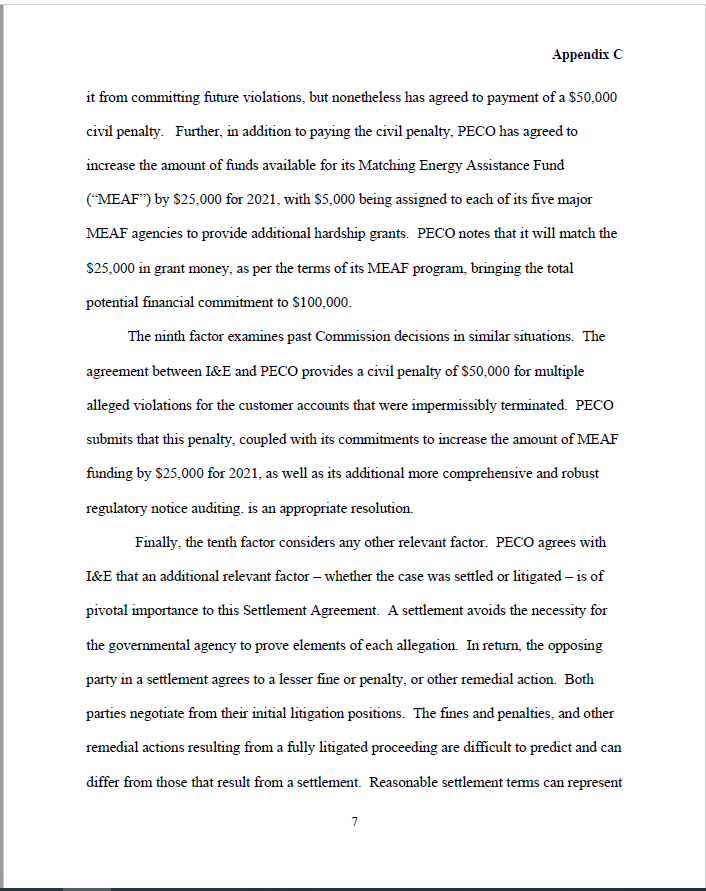 Appendix C
it from committing future violations, but nonetheless has agreed to payment of a $50,000
civil penalty.   Further, in addition to paying the civil penalty, PECO has agreed to
increase the amount of funds available for its Matching Energy Assistance Fund
(“MEAF”) by $25,000 for 2021, with $5,000 being assigned to each of its five major
MEAF agencies to provide additional hardship grants.  PECO notes that it will match the
$25,000 in grant money, as per the terms of its MEAF program, bringing the total
potential financial commitment to $100,000.
The ninth factor examines past Commission decisions in similar situations.  The
agreement between I&E and PECO provides a civil penalty of $50,000 for multiple
alleged violations for the customer accounts that were impermissibly terminated.  PECO
submits that this penalty, coupled with its commitments to increase the amount of MEAF
funding by $25,000 for 2021, as well as its additional more comprehensive and robust
regulatory notice auditing. is an appropriate resolution.
Finally, the tenth factor considers any other relevant factor.  PECO agrees with
I&E that an additional relevant factor – whether the case was settled or litigated – is of
pivotal importance to this Settlement Agreement.  A settlement avoids the necessity for
the governmental agency to prove elements of each allegation.  In return, the opposing
party in a settlement agrees to a lesser fine or penalty, or other remedial action.  Both
parties negotiate from their initial litigation positions.  The fines and penalties, and other
remedial actions resulting from a fully litigated proceeding are difficult to predict and can
differ from those that result from a settlement.  Reasonable settlement terms can represent
7